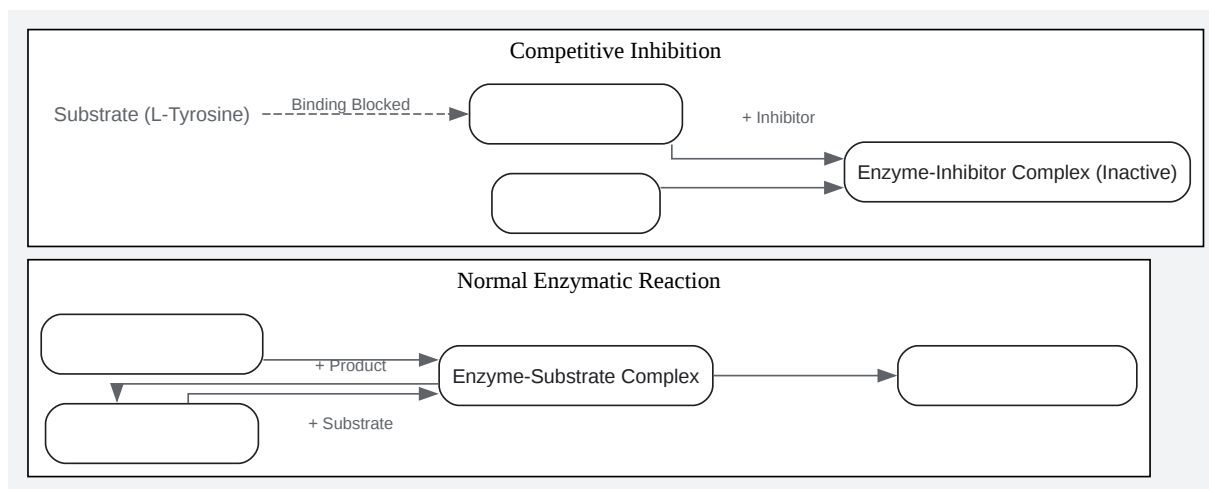 Competitive Inhibition
Substrate (L-Tyrosine)
Binding Blocked
+ Inhibitor
Enzyme-Inhibitor Complex (Inactive)
Normal Enzymatic Reaction
+ Product
Enzyme-Substrate Complex
+ Substrate